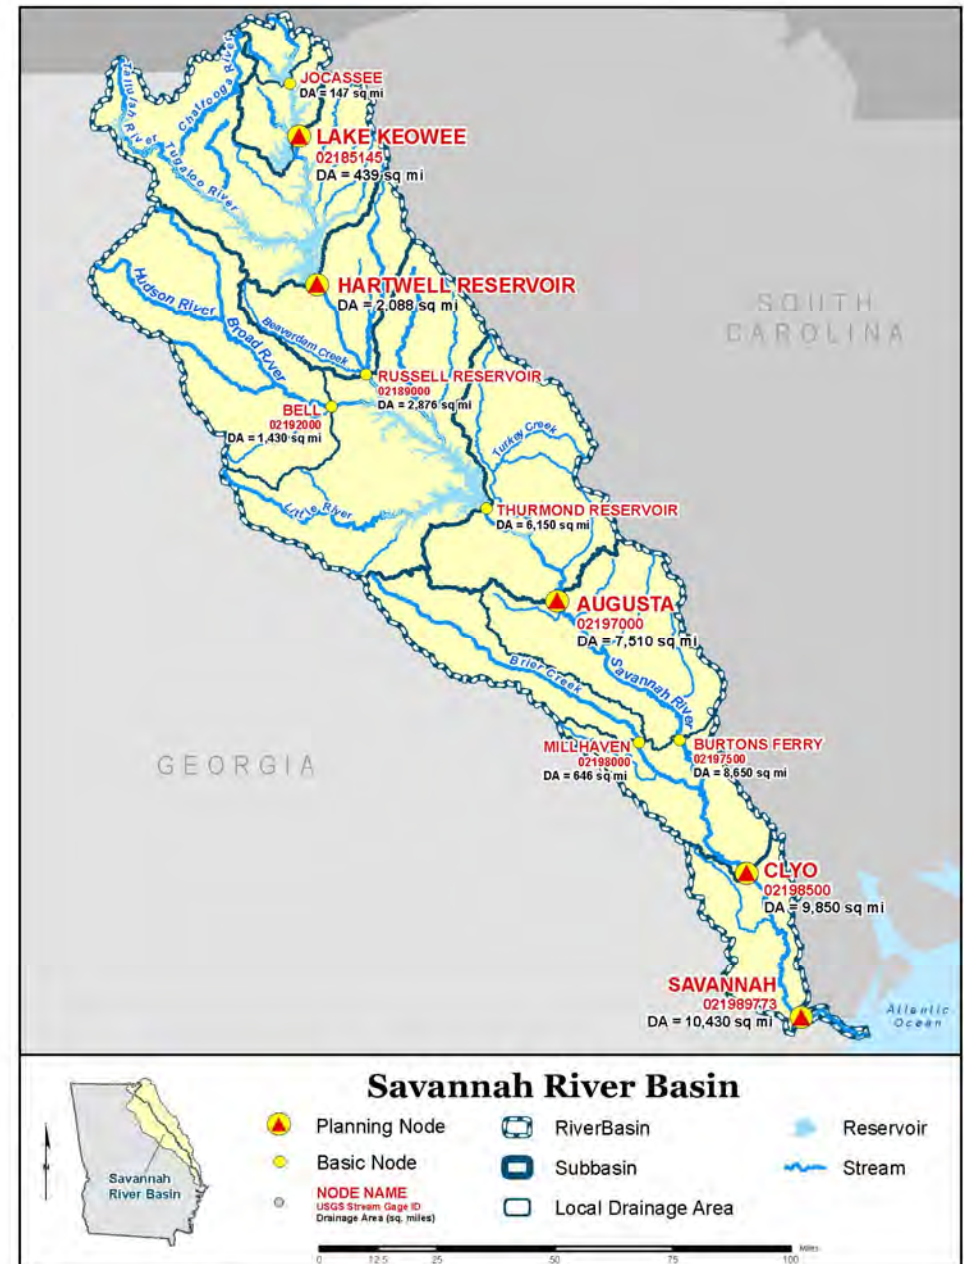 JOCASSEE
DA = 147 sq mi
Chattooga River
Tallulah River
LAKE KEOWEE
02185145
DA = 439 sq mi
Tugaloo River
HARTWELL RESERVOIR
DA = 2,088 sq mi
Hudson River
Broad River
Beaverdam Creek
SOUTH
CAROLINA
RUSSELL RESERVOIR
02189000
DA = 2,876 sq mi
BELL
02192000
DA = 1,430 sq mi
Turkey Creek
Little River
THURMOND RESERVOIR
DA = 6,150 sq mi
AUGUSTA
02197000
DA = 7,510 sq mi
Brier Creek
Savannah River
GEORGIA
MILLHAVEN
02198000
DA = 646 sq mi
BURTONS FERRY
02197500
DA = 8,650 sq mi
CLYO
02198500
DA = 9,850 sq mi
SAVANNAH
021989773
DA = 10,430 sq mi
Atlantic
Ocean
Savannah River Basin
Savannah
River Basin
N
Planning Node
Basic Node
NODE NAME
USGS Stream Gage ID
Drainage Area (sq. miles)
RiverBasin
Subbasin
Local Drainage Area
Reservoir
Stream
0 12.5 25 50 75 100 Miles